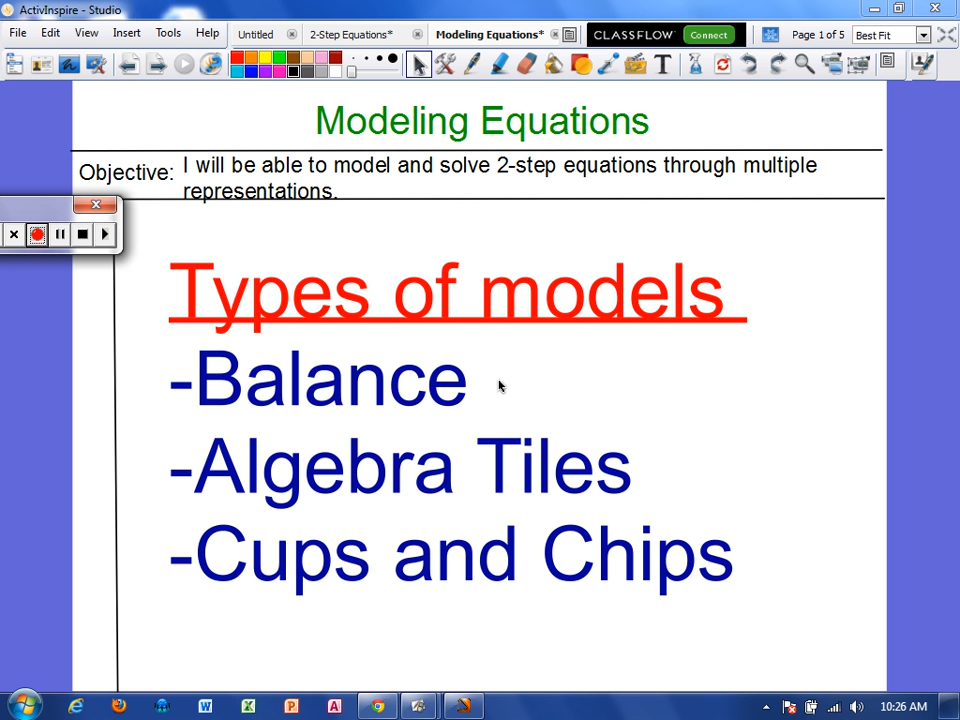 ActivInspire - Studio
File Edit View Insert Tools Help
Untitled 2-Step Equations* Modeling Equations* CLASSFLOW Connect Page 1 of 5 Best Fit
T
Modeling Equations
Objective: I will be able to model and solve 2-step equations through multiple
representations.
Types of models
-Balance
-Algebra Tiles
-Cups and Chips
10:26 AM